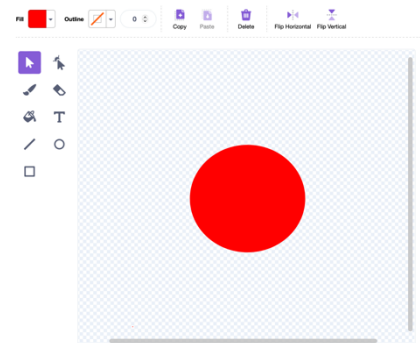 Fill
Outline
0
Copy
Paste
Delete
Flip Horizontal
Flip Vertical
T